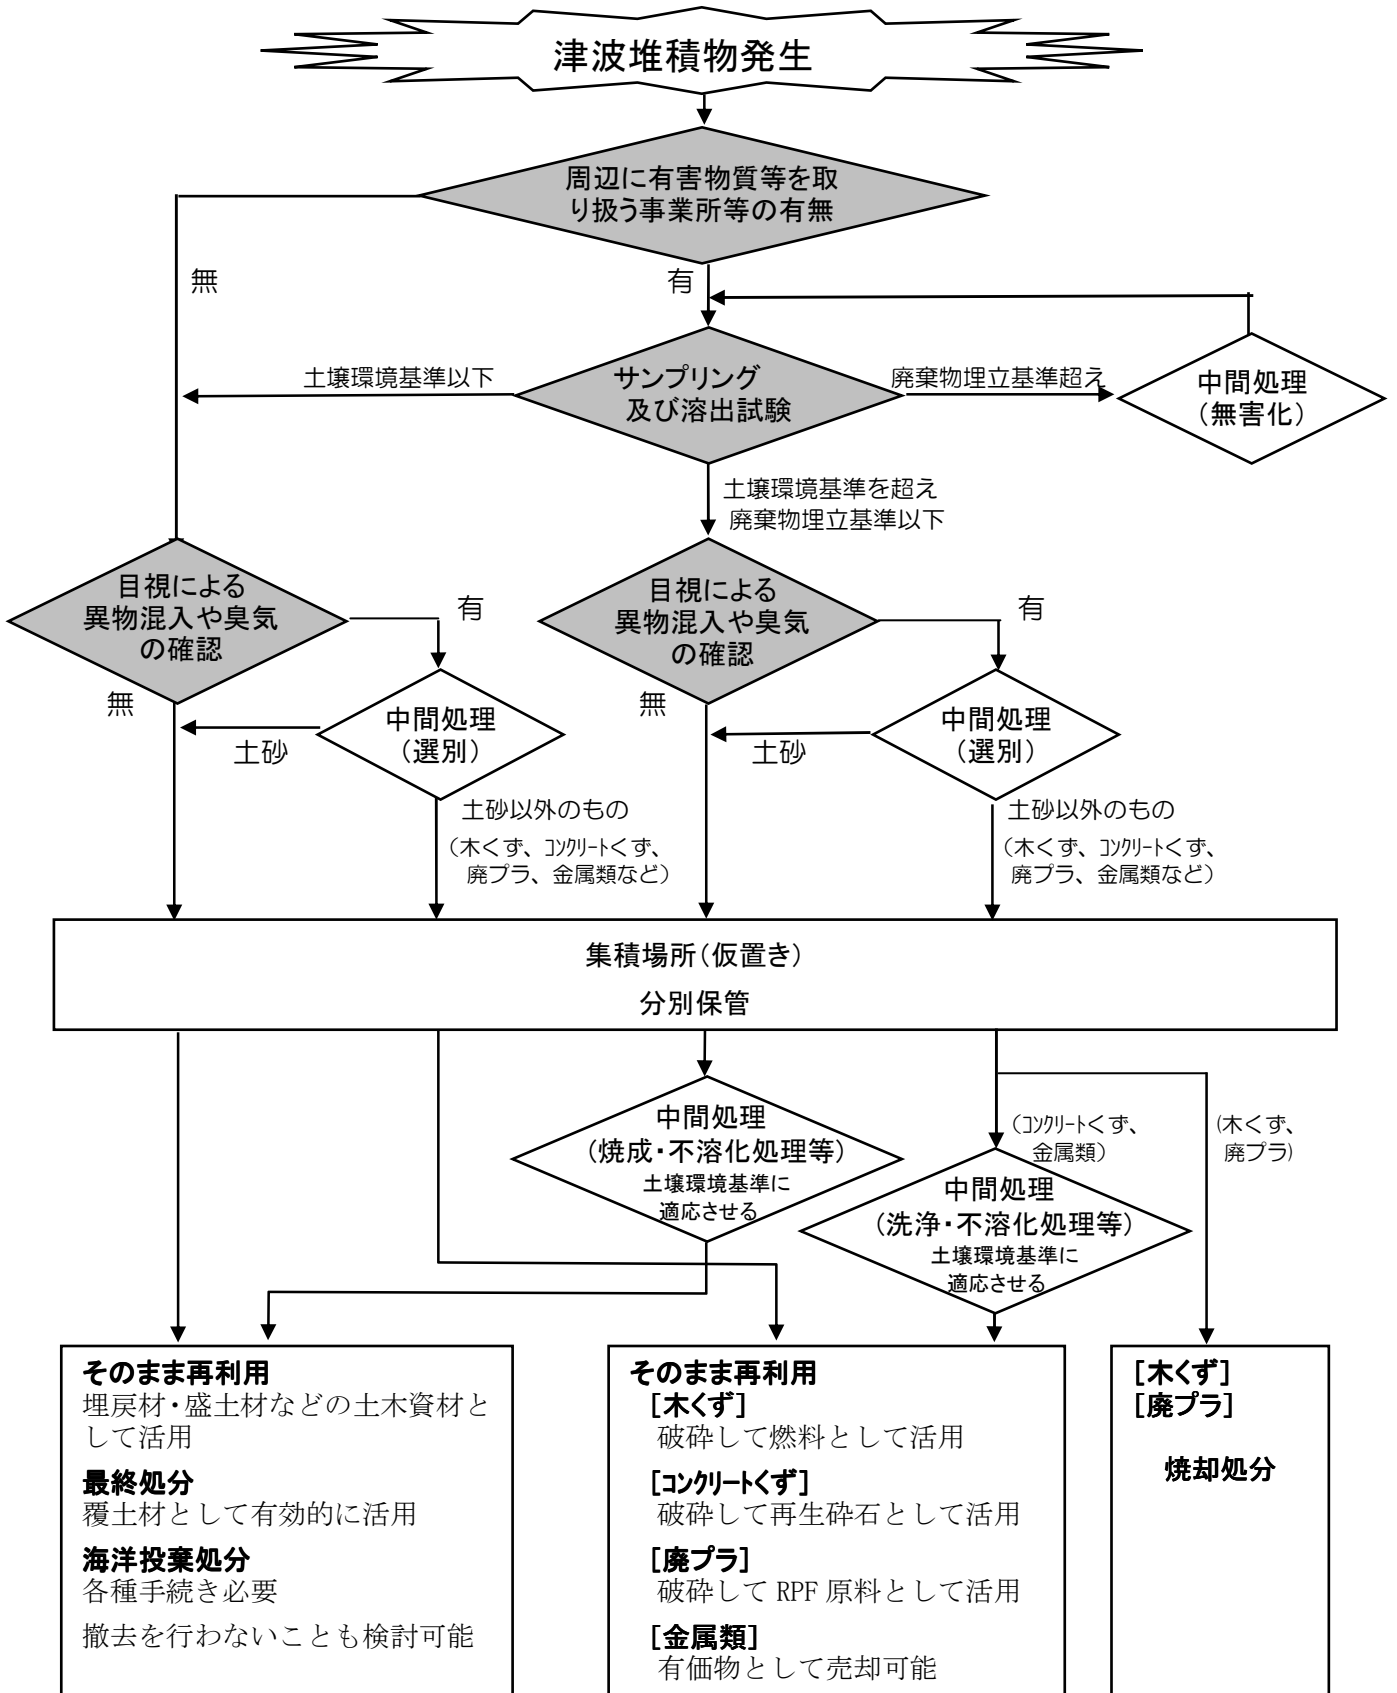 津波堆積物発生
周辺に有害物質等を取
り扱う事業所等の有無
無
有
土壌環境基準以下
サンプリング
及び溶出試験
廃棄物埋立基準超え
中間処理
（無害化）
土壌環境基準を超え
廃棄物埋立基準以下
目視による
異物混入や臭気
の確認
有
無
中間処理
（選別）
土砂
土砂以外のもの
（木くず、コンクリートくず、
廃プラ、金属類など）
目視による
異物混入や臭気
の確認
有
無
中間処理
（選別）
土砂
土砂以外のもの
（木くず、コンクリートくず、
廃プラ、金属類など）
集積場所（仮置き）
分別保管
中間処理
（焼成・不溶化処理等）
土壌環境基準に
適応させる
（コンクリートくず、
金属類）
（木くず、
廃プラ）
中間処理
（洗浄・不溶化処理等）
土壌環境基準に
適応させる
そのまま再利用
埋戻材・盛土材などの土木資材と
して活用
最終処分
覆土材として有効的に活用
海洋投棄処分
各種手続き必要
撤去を行わないことも検討可能
そのまま再利用
［木くず］
破砕して燃料として活用
［コンクリートくず］
破砕して再生砕石として活用
［廃プラ］
破砕して RPF 原料として活用
［金属類］
有価物として売却可能
［木くず］
［廃プラ］
焼却処分